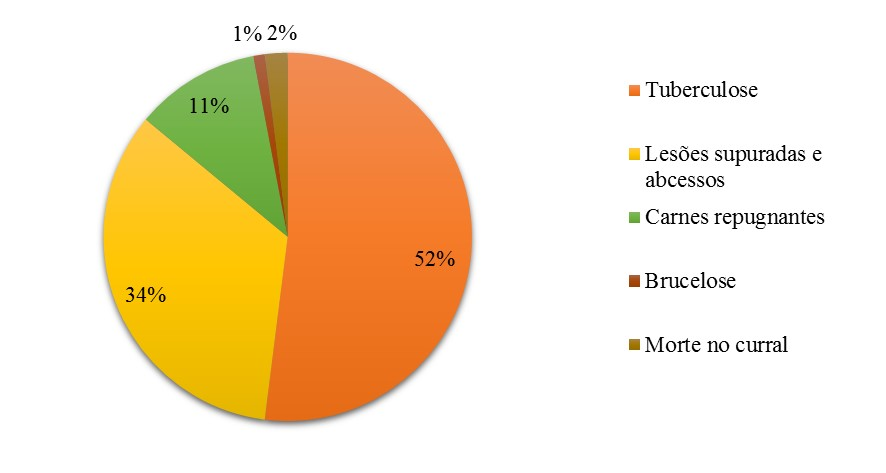 1% 2%
11%
52%
34%
Tuberculose
Lesões supuradas e
abcessos
Carnes repugnantes
Brucelose
Morte no curral